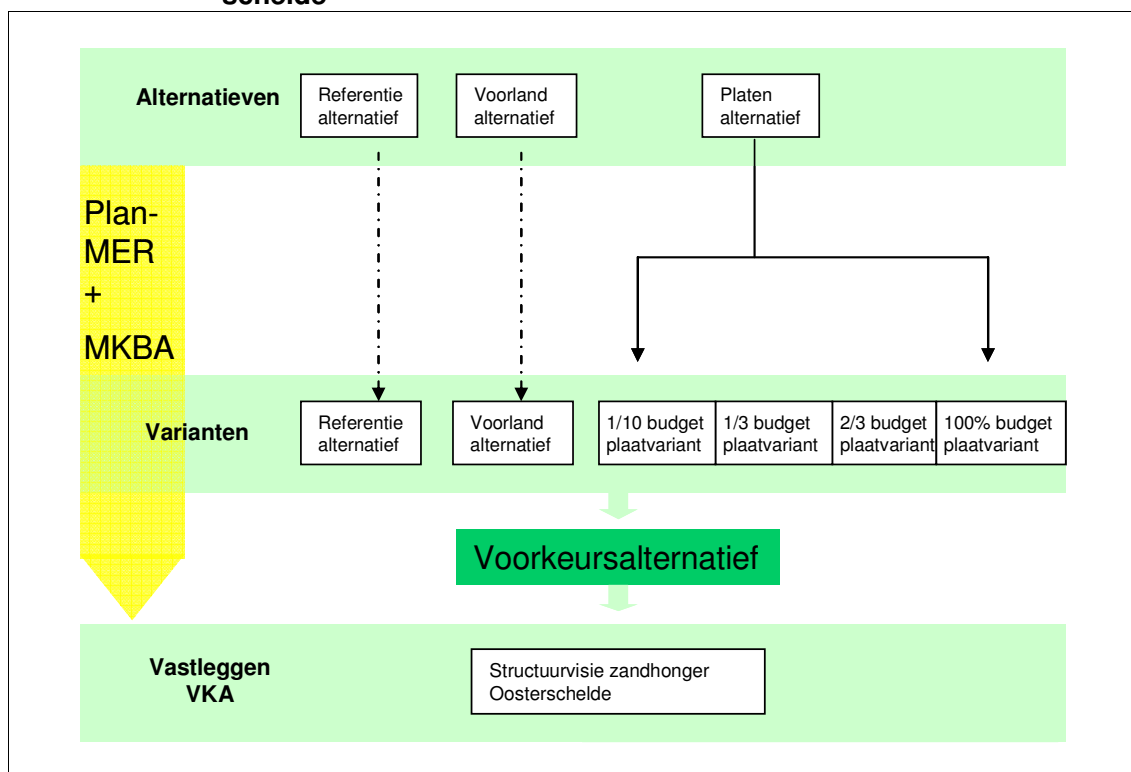 schelde
Alternatieven
Referentie
alternatief
Voorland
alternatief
Platen
alternatief
Plan-
MER
+
MKBA
Varianten
Referentie
alternatief
Voorland
alternatief
1/10 budget
plaatvariant
1/3 budget
plaatvariant
2/3 budget
plaatvariant
100% budget
plaatvariant
Voorkeursalternatief
Vastleggen
VKA
Structuurvisie zandhonger
Oosterschelde